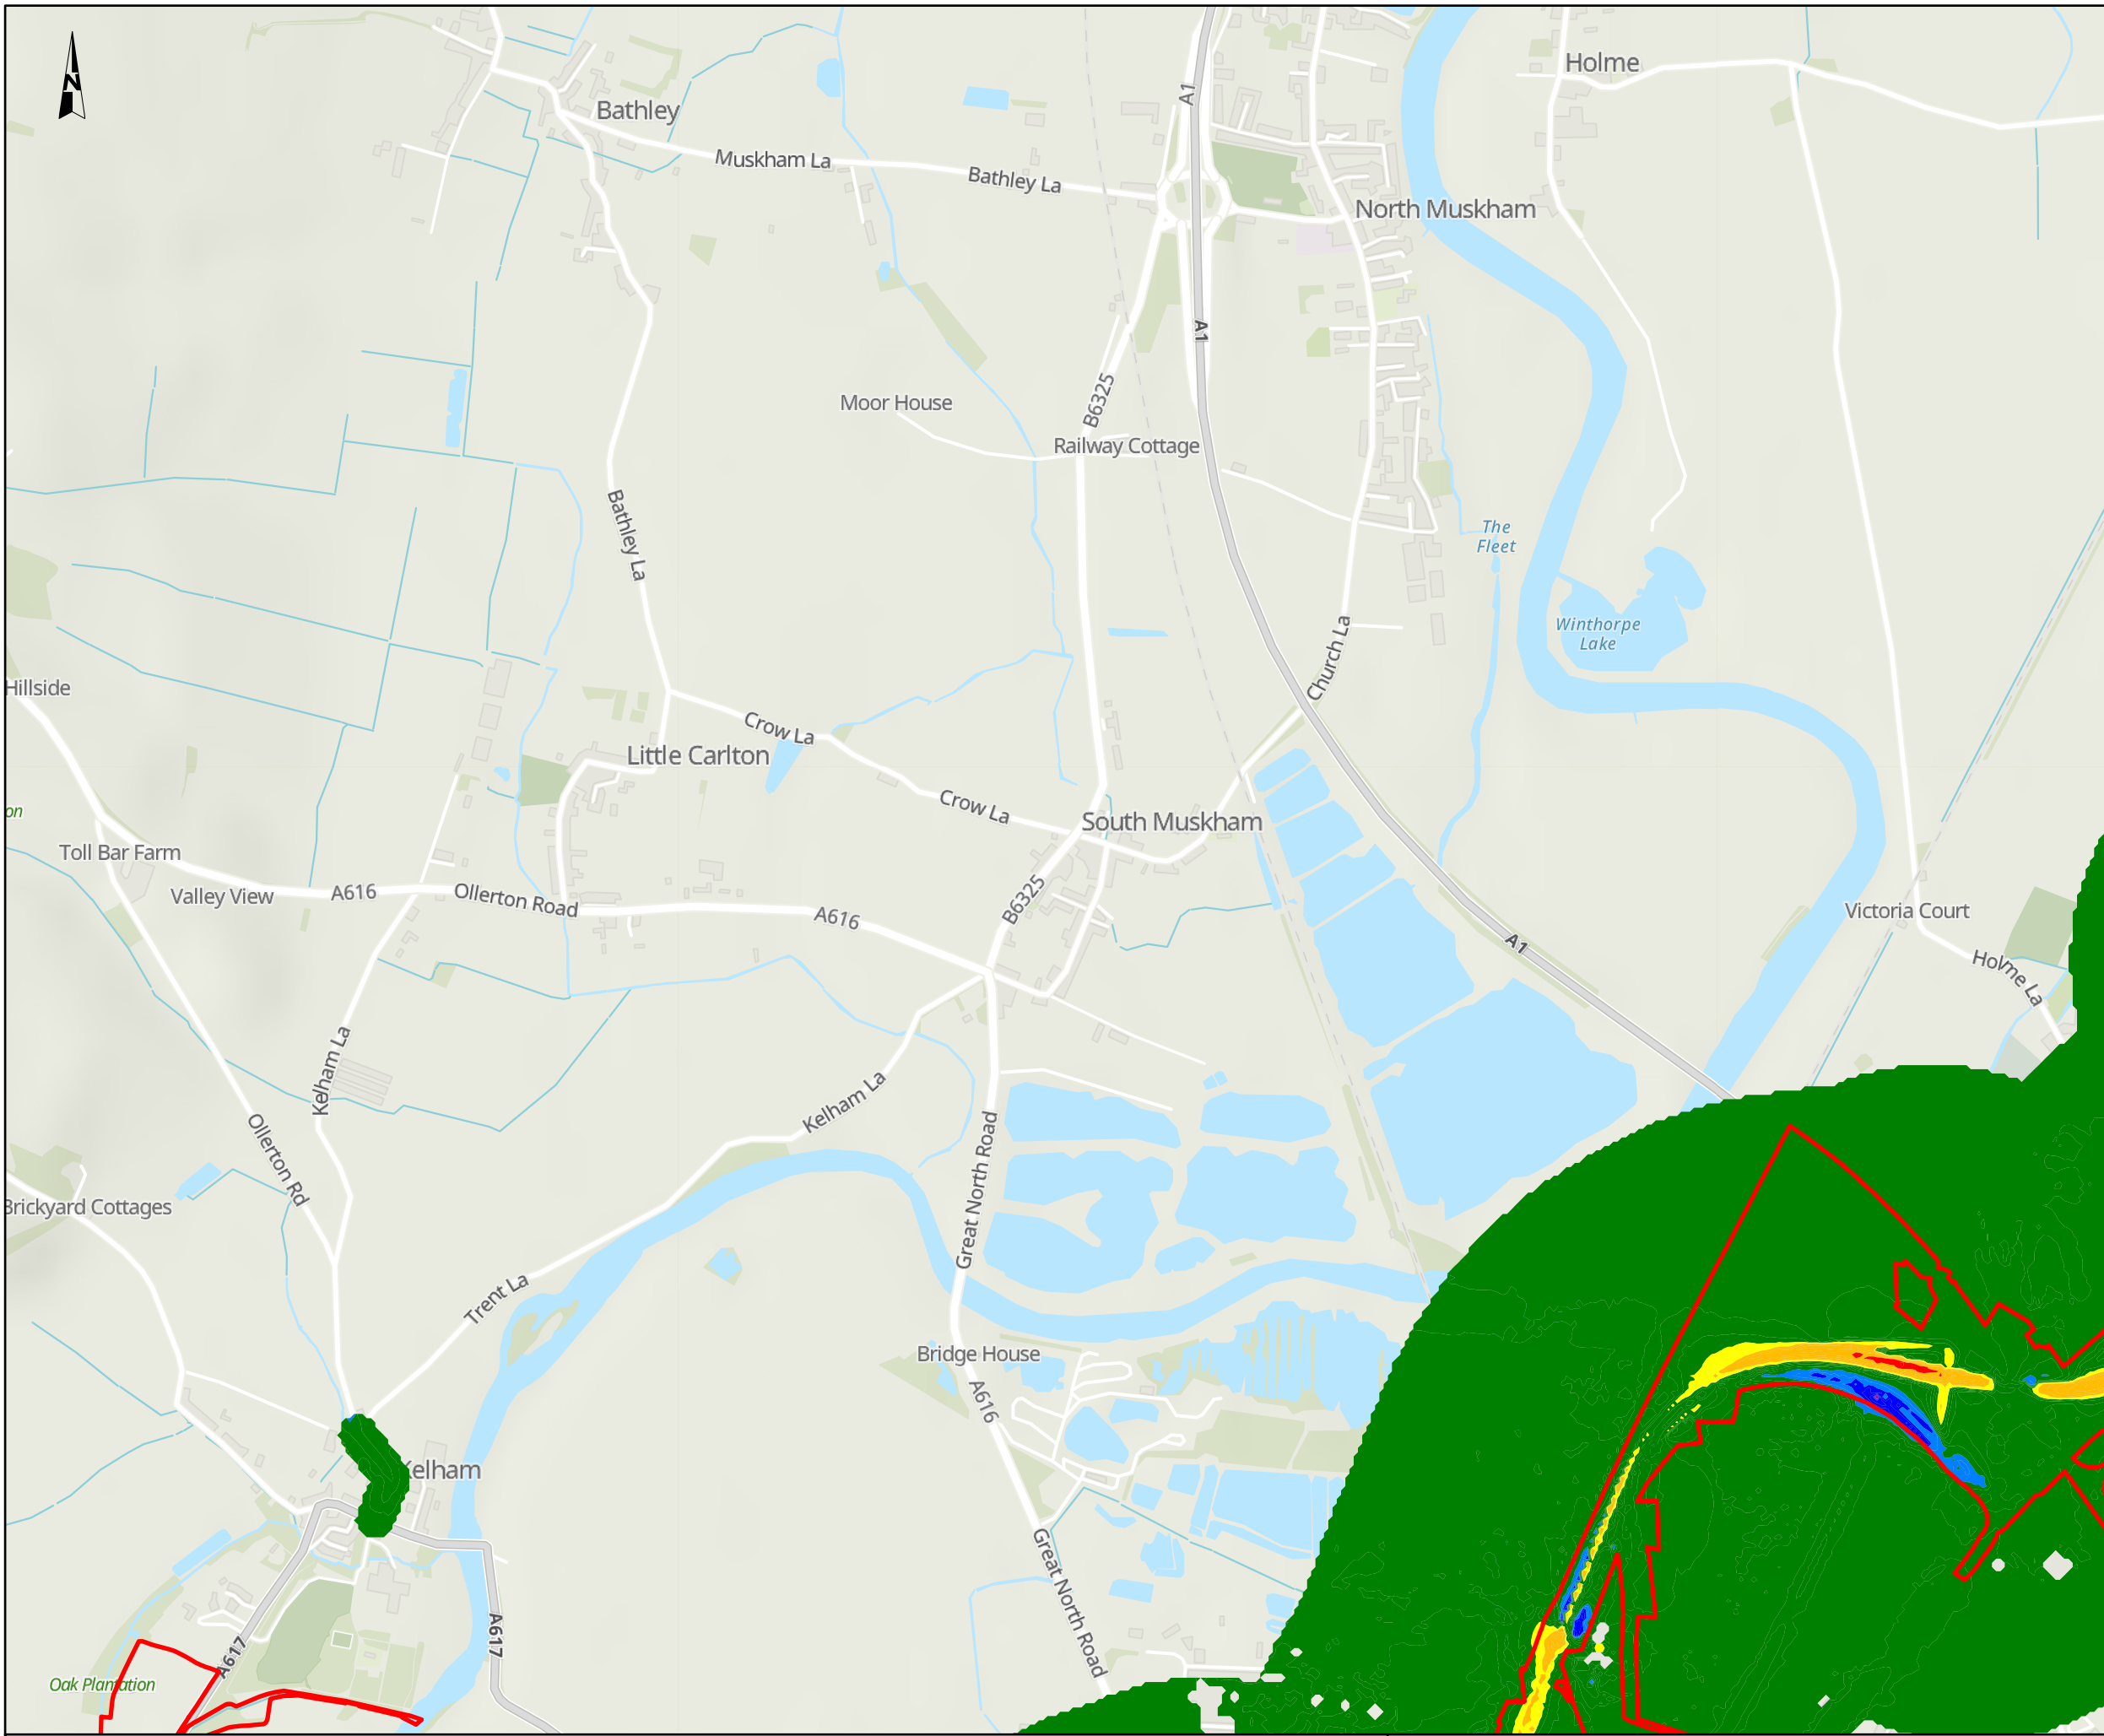 N
Holme
Bathley
A1
Muskham La
Bathley La
North Muskham
A1
B6325
Moor House
Railway Cottage
Bathley La
The
Fleet
Winthorpe
Lake
Church La
Hillside
Crow La
Little Carlton
Crow La
on
South Muskham
Toll Bar Farm
Valley View
A616
Ollerton Road
B6325
A616
Victoria Court
A1
Holme La
Kelham La
Kelham La
Ollerton Rd
Great North Road
Brickyard Cottages
Trent La
Bridge House
A616
Kelham
Great North Road
A617
A617
Oak Plantation